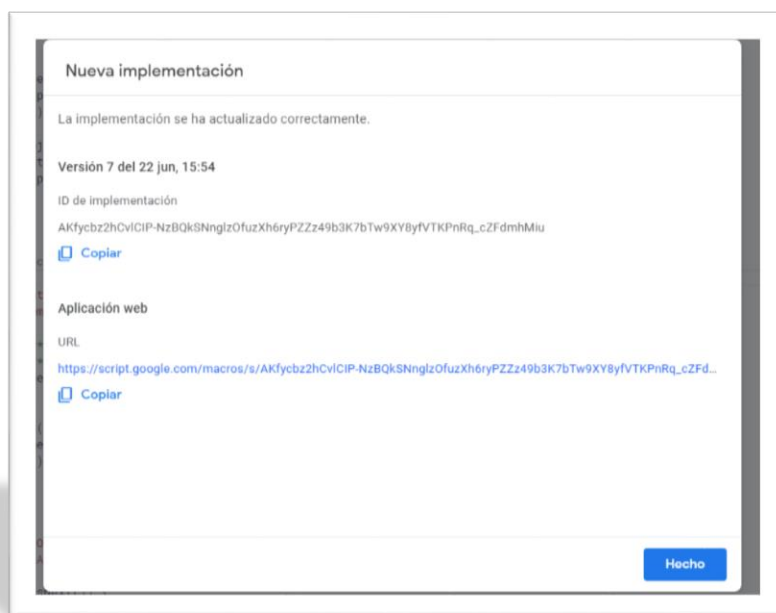 Nueva implementación
La implementación se ha actualizado correctamente.
Versión 7 del 22 jun, 15:54
ID de implementación
AKfycbz2hCvlCIP-NzBQkSNnglzOfuzXh6ryPZZz49b3K7bTw9XY8yfVTKPnRq_cZFdmhMiu
Copiar
Aplicación web
URL
https://script.google.com/macros/s/AKfycbz2hCvlCIP-NzBQkSNnglzOfuzXh6ryPZZz49b3K7bTw9XY8yfVTKPnRq_cZFd...
Copiar
Hecho